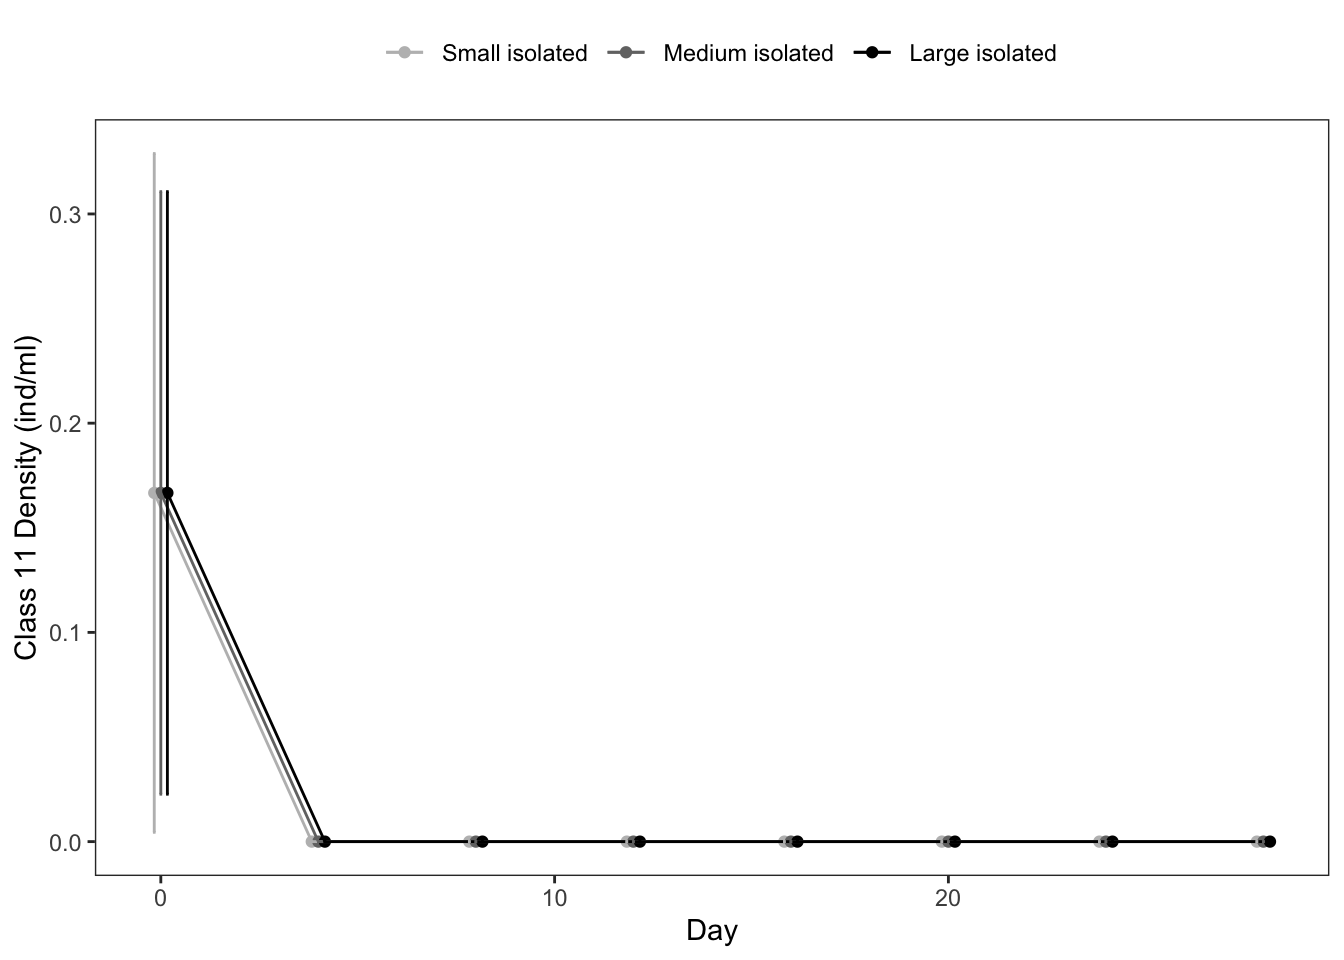 Small isolated Medium isolated Large isolated
0.3
0.2
0.1
0.0
Class 11 Density (ind/ml)
0 10 20
Day